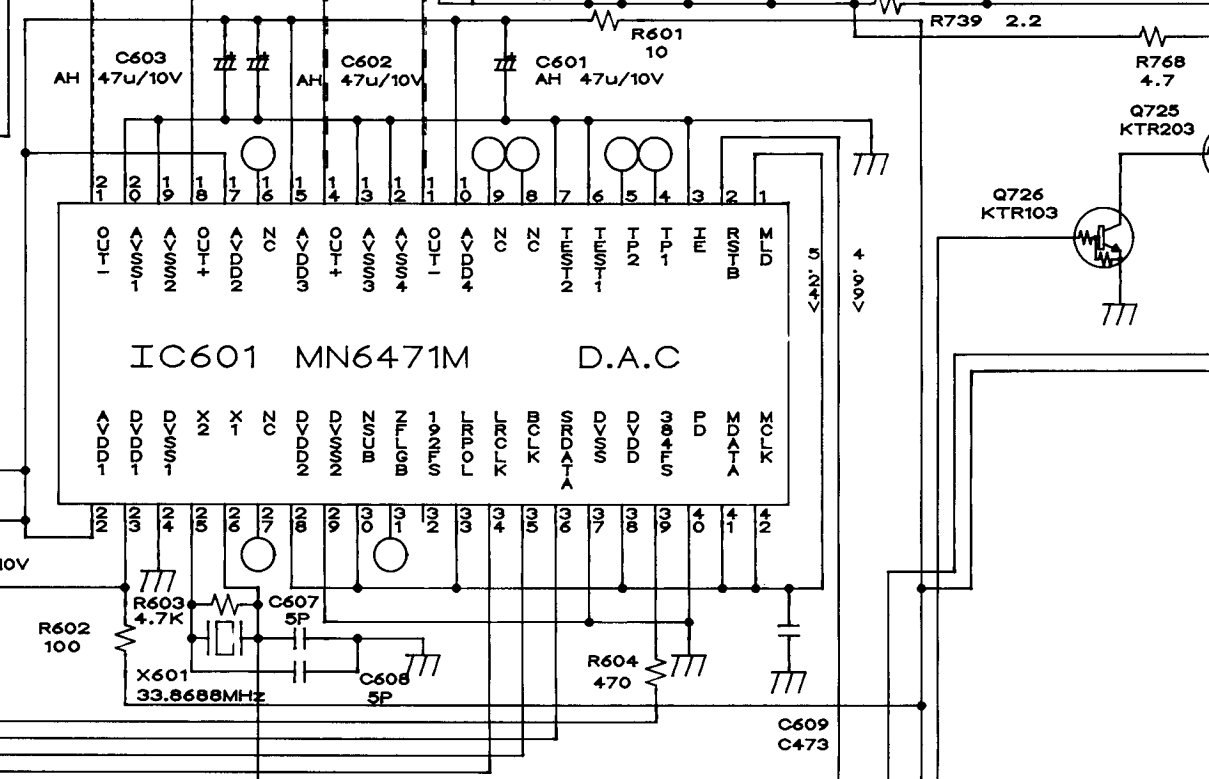 R739 2.2
R601
10
C603
AH 47u/10V
C602
AH 47u/10V
C601
AH 47u/10V
R768
4.7
Q725
KTR203
Q726
KTR103
21 20 19 18 17 16 15 14 13 12 11 10 9 8 7 6 5 4 3 2 1
OUT- AVSS1 AVSS2 OUT+ AVDD2 NC AVDD3 OUT+ AVSS3 AVSS4 OUT- AVDD4 NC NC TEST2 TEST1 TP2 TP1 IE RSTB MLD
5.24V 4.99V
IC601 MN6471M D.A.C
AVDD1 DVDD1 DVSS1 X2 X1 NC DVDD2 DVSS2 NSUB ZFLGB 192FS LRPOL LRCLK BCLK SRDATA DVSS DVDD 384FS PD MDATA MCLK
22 23 24 25 26 27 28 29 30 31 32 33 34 35 36 37 38 39 40 41 42
10V
R603
4.7K
C607
5P
R602
100
X601
33.8688MHz
C608
5P
R604
470
C609
C473